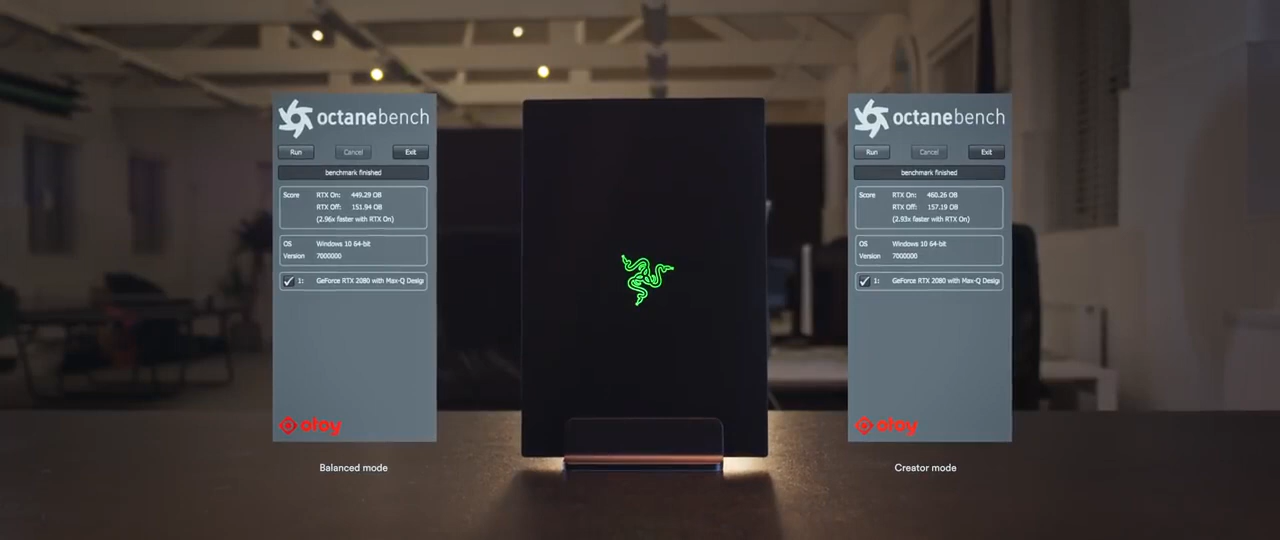 octanebench
Run Cancel Exit
benchmark finished
Score RTX On: 449.29 OB
RTX Off: 151.94 OB
(2.96x faster with RTX On)
OS Windows 10 64-bit
Version 7000000
1: GeForce RTX 2080 with Max-Q Desig
otoy
Balanced mode
octanebench
Run Cancel Exit
benchmark finished
Score RTX On: 460.26 OB
RTX Off: 157.19 OB
(2.93x faster with RTX On)
OS Windows 10 64-bit
Version 7000000
1: GeForce RTX 2080 with Max-Q Desig
otoy
Creator mode